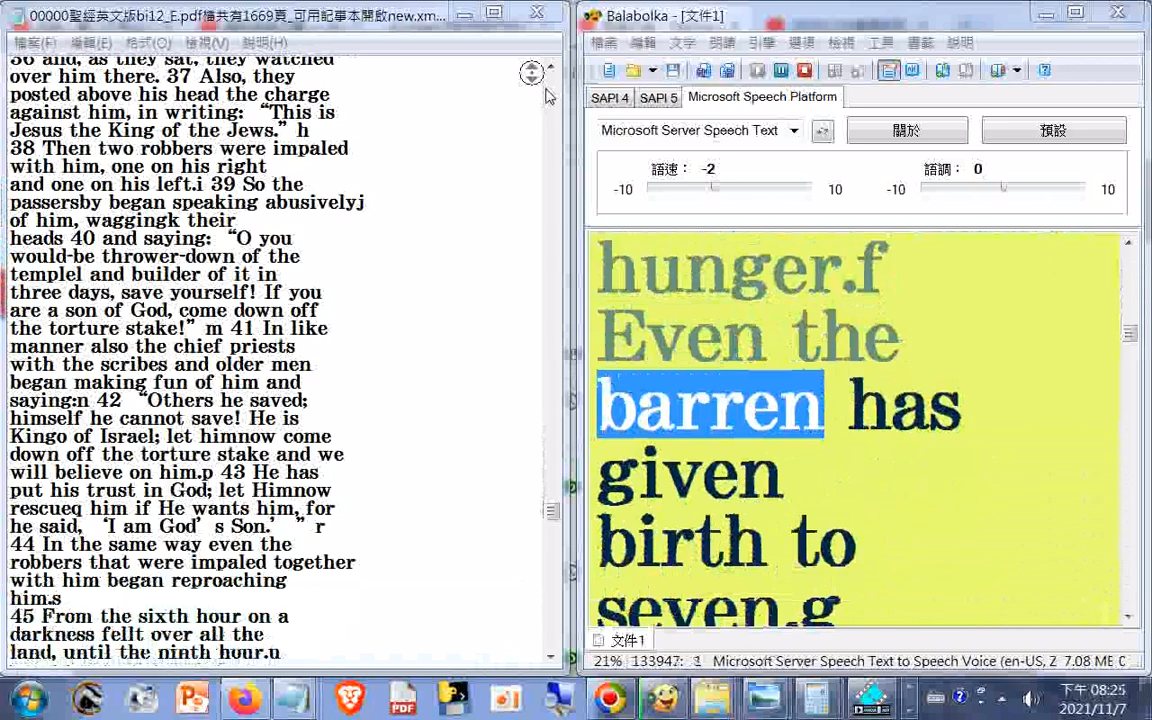 00000聖經英文版bi12_E.pdf檔共有1669頁_可用記事本開啟new.xm...
檔案(F) 編輯(E) 格式(O) 檢視(V) 說明(H)
36 and, as they sat, they watched
over him there. 37 Also, they
posted above his head the charge
against him, in writing: “This is
Jesus the King of the Jews.” h
38 Then two robbers were impaled
with him, one on his right
and one on his left.i 39 So the
passersby began speaking abusivelyj
of him, waggingk their
heads 40 and saying: “O you
would-be thrower-down of the
templel and builder of it in
three days, save yourself! If you
are a son of God, come down off
the torture stake!” m 41 In like
manner also the chief priests
with the scribes and older men
began making fun of him and
saying:n 42 “Others he saved;
himself he cannot save! He is
Kingo of Israel; let himnow come
down off the torture stake and we
will believe on him.p 43 He has
put his trust in God; let Himnow
rescueq him if He wants him, for
he said, ‘I am God’s Son.’ ” r
44 In the same way even the
robbers that were impaled together
with him began reproaching
him.s
45 From the sixth hour on a
darkness fellt over all the
land, until the ninth hour.u
Balabolka - [文件1]
檔案 編輯 文字 朗讀 引擎 選項 檢視 工具 書籤 說明
SAPI 4 SAPI 5 Microsoft Speech Platform
Microsoft Server Speech Text 關於 預設
語速： -2 語調： 0
-10 10 -10 10
hunger.f
Even the
barren has
given
birth to
seven.g
文件1
21% 133947: 1 Microsoft Server Speech Text to Speech Voice (en-US, Z 7.08 ME
PDF
下午 08:25
2021/11/7